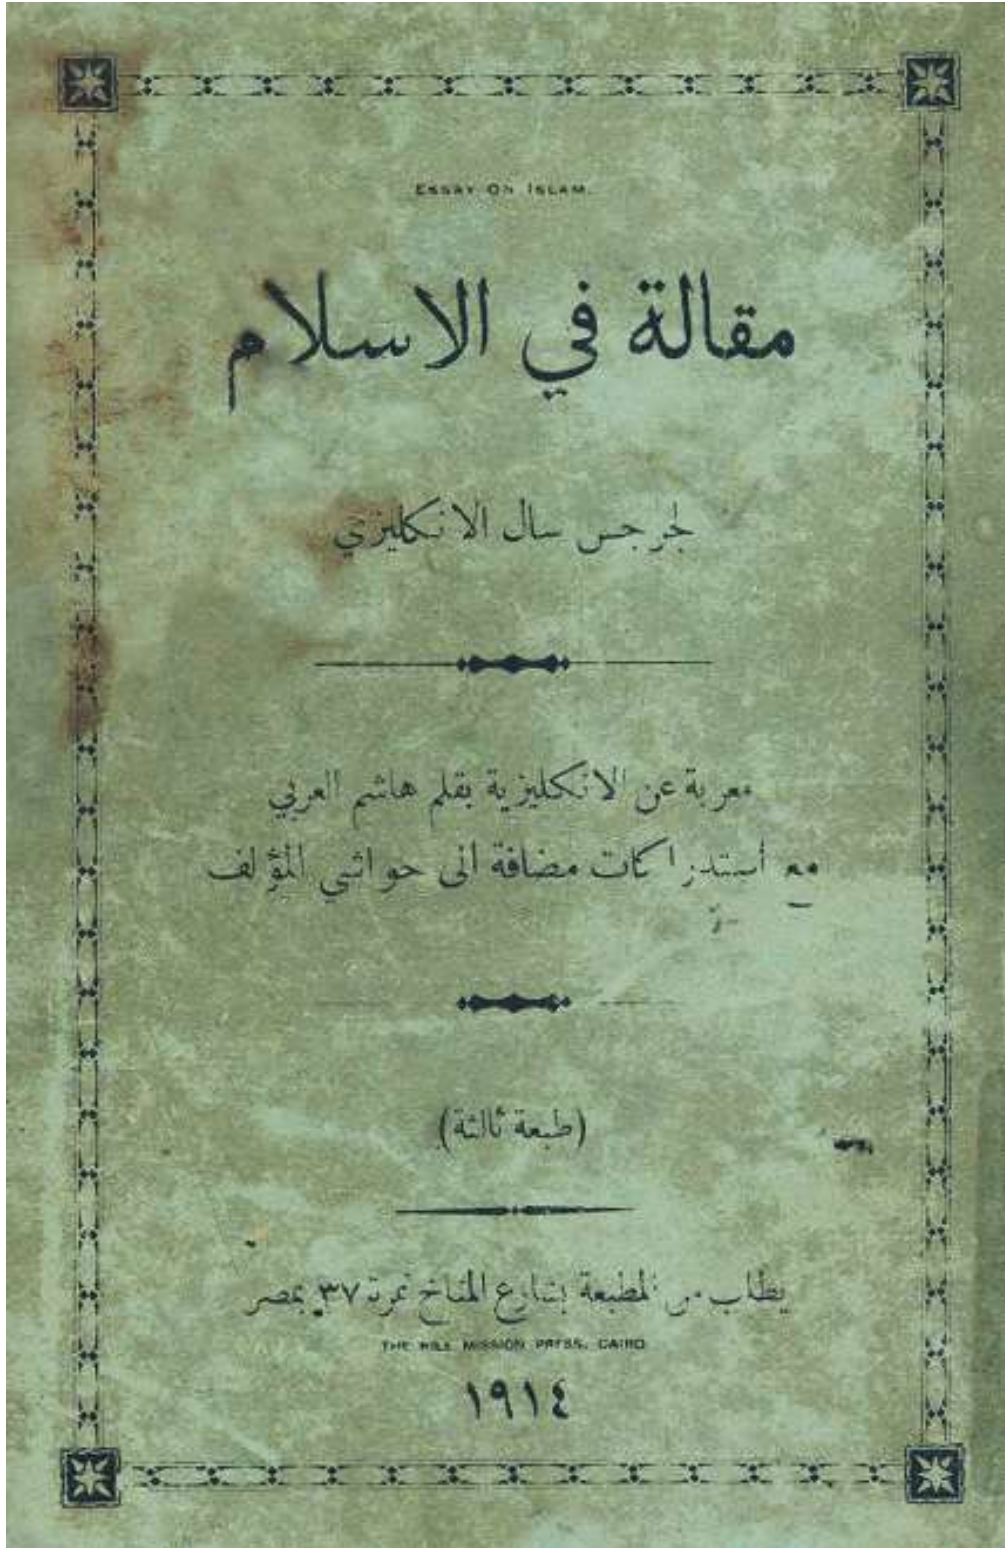 ESSAY ON ISLAM.
مقالة في الاسلام
لجرجس سال الانكليزي
معربة عن الانكليزية بقلم هاشم العربي
مع أستدراكات مضافة الى حواشي المؤلف
(طبعة ثالثة)
يطلب من المطبعة بشارع المناخ نمرة ٣٧ بمصر
THE NILE MISSION PRESS, CAIRO
١٩١٤